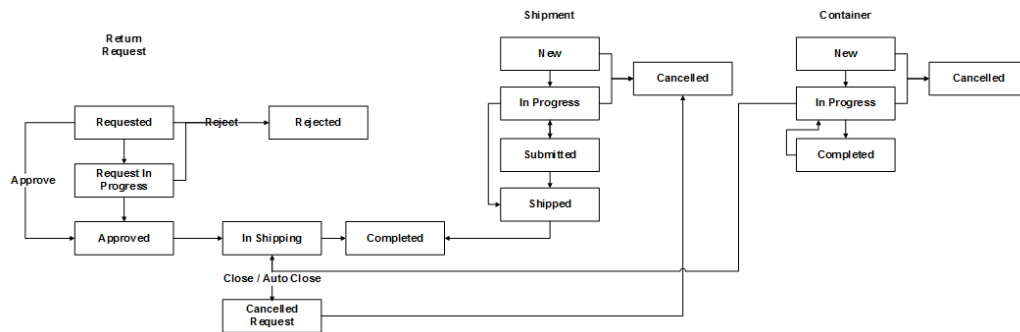 Shipment
Container
Return
Request
New
New
Cancelled
Cancelled
In Progress
In Progress
Requested
Reject
Rejected
Submitted
Completed
Request In
Progress
Approve
Shipped
Approved
In Shipping
Completed
Close / Auto Close
Cancelled
Request